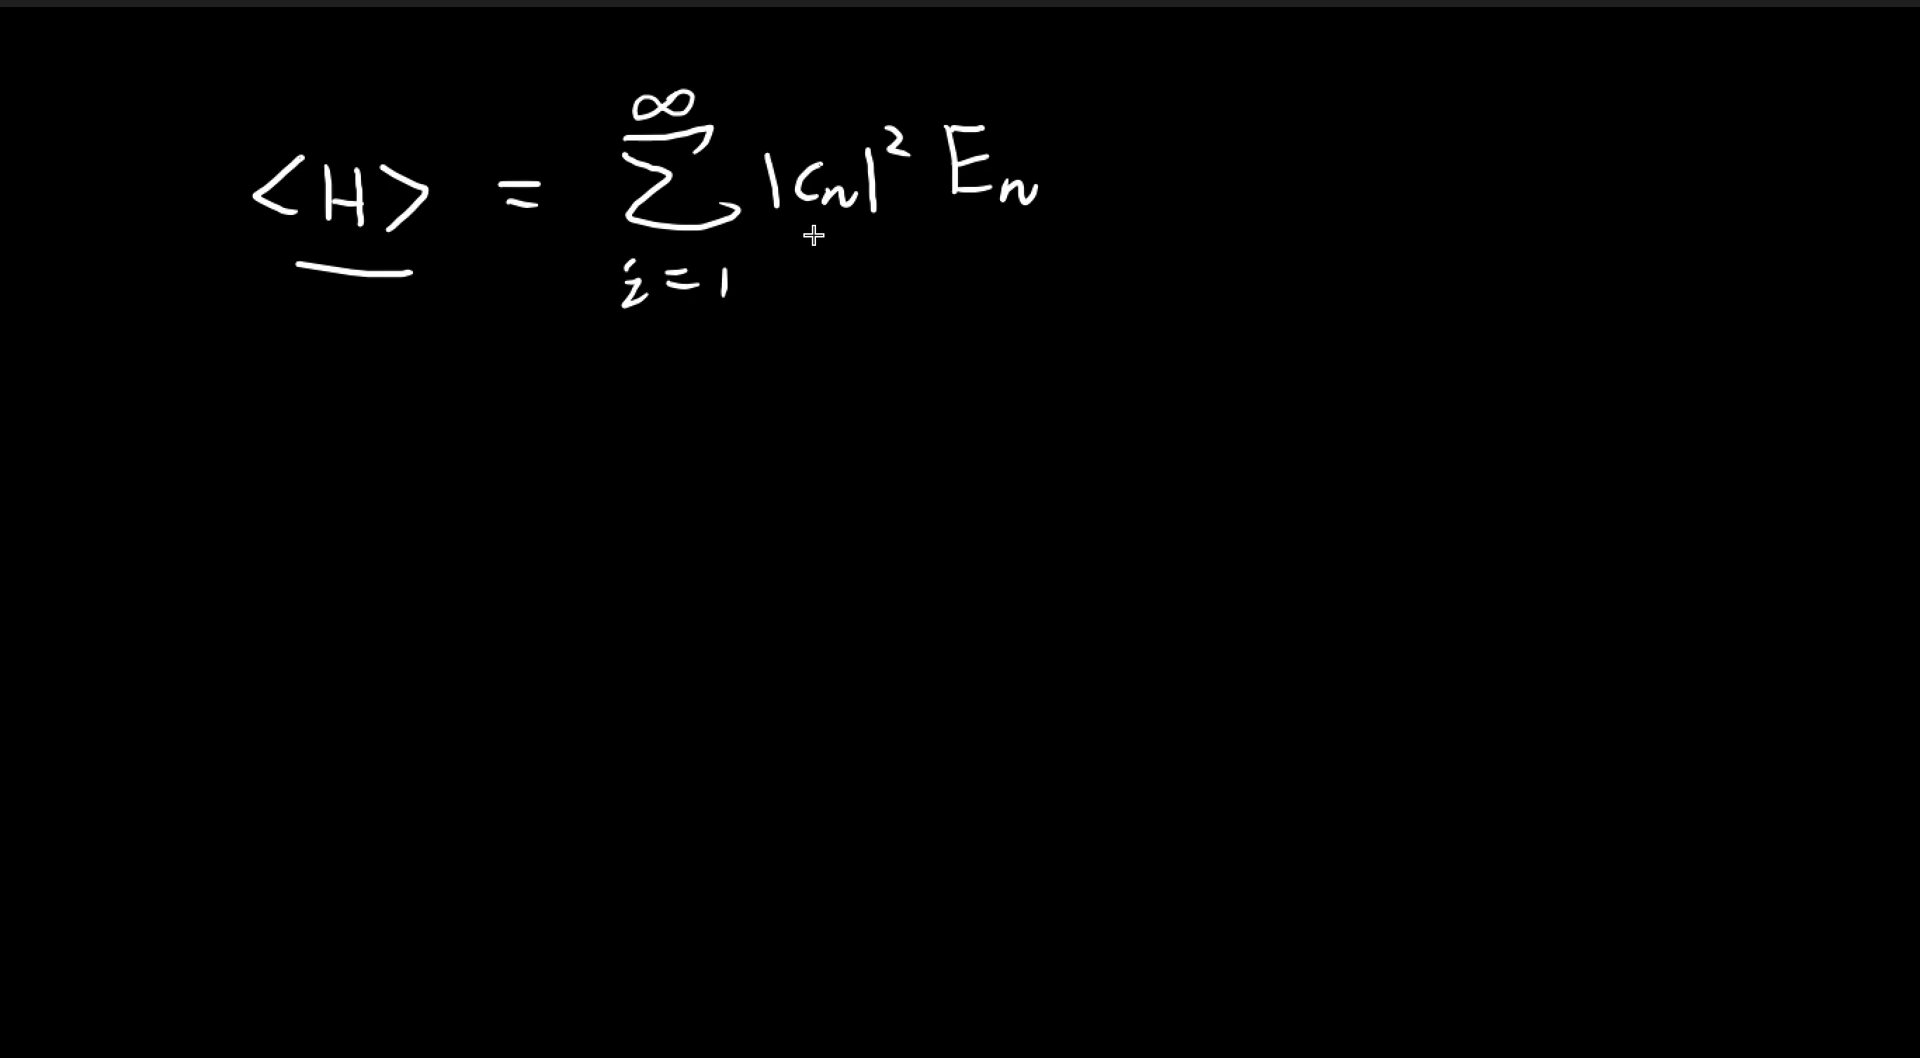 <H> = ∞ ∑ i=1 |cₙ|² Eₙ